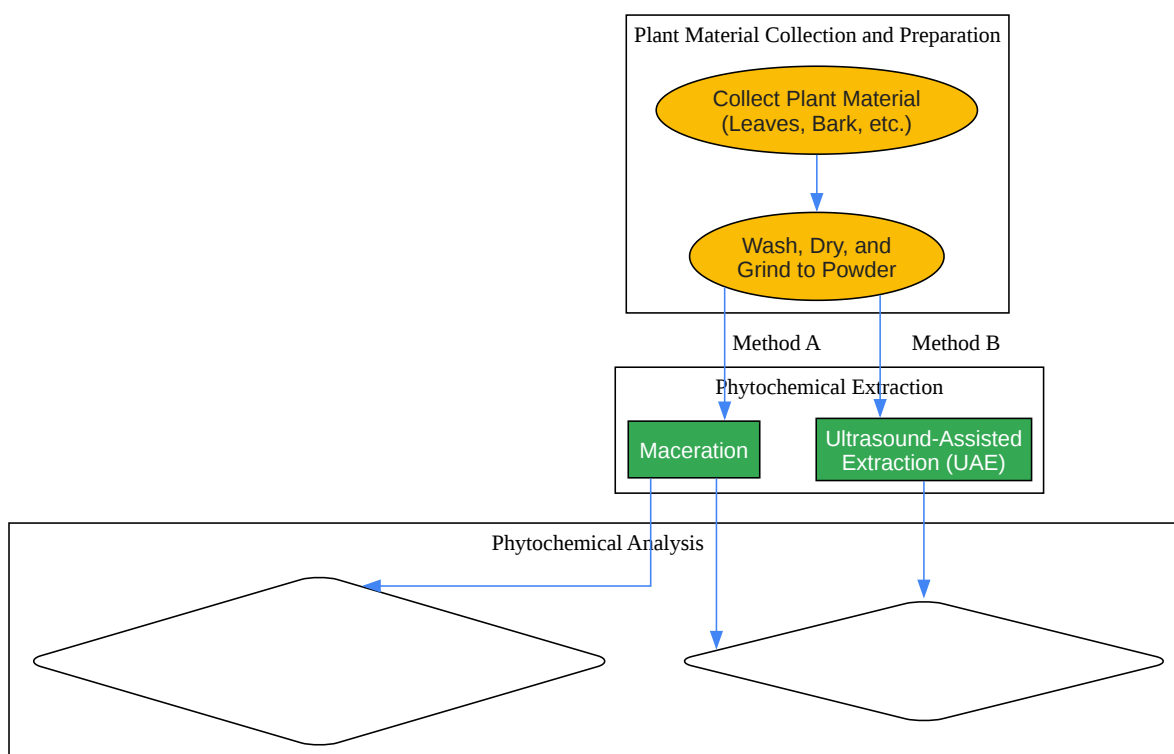 Plant Material Collection and Preparation
Collect Plant Material
(Leaves, Bark, etc.)
Wash, Dry, and
Grind to Powder
Method A
Method B
Phytochemical Extraction
Maceration
Ultrasound-Assisted
Extraction (UAE)
Phytochemical Analysis